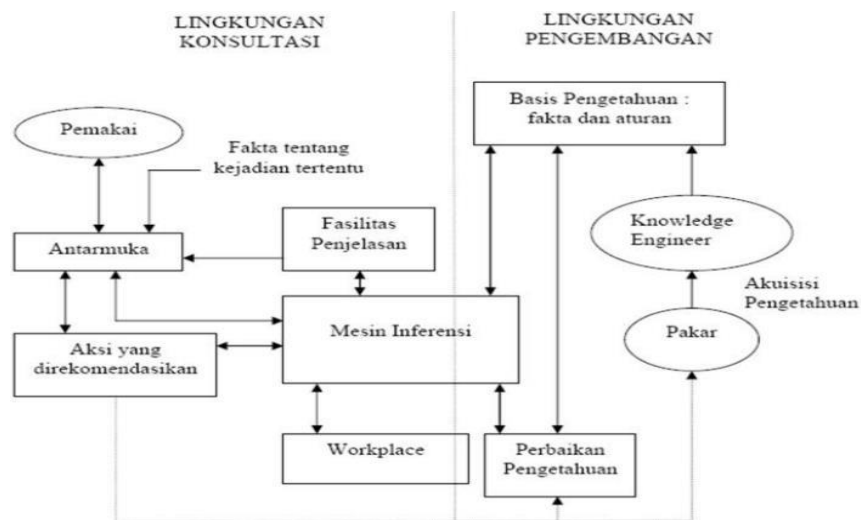 LINGKUNGAN
KONSULTASI
LINGKUNGAN
PENGEMBANGAN
Basis Pengetahuan :
fakta dan aturan
Pemakai
Fakta tentang
kejadian tertentu
Fasilitas
Penjelasan
Knowledge
Engineer
Antarmuka
Akuisisi
Pengetahuan
Mesin Inferensi
Pakar
Aksi yang
direkomendasikan
Workplace
Perbaikan
Pengetahuan